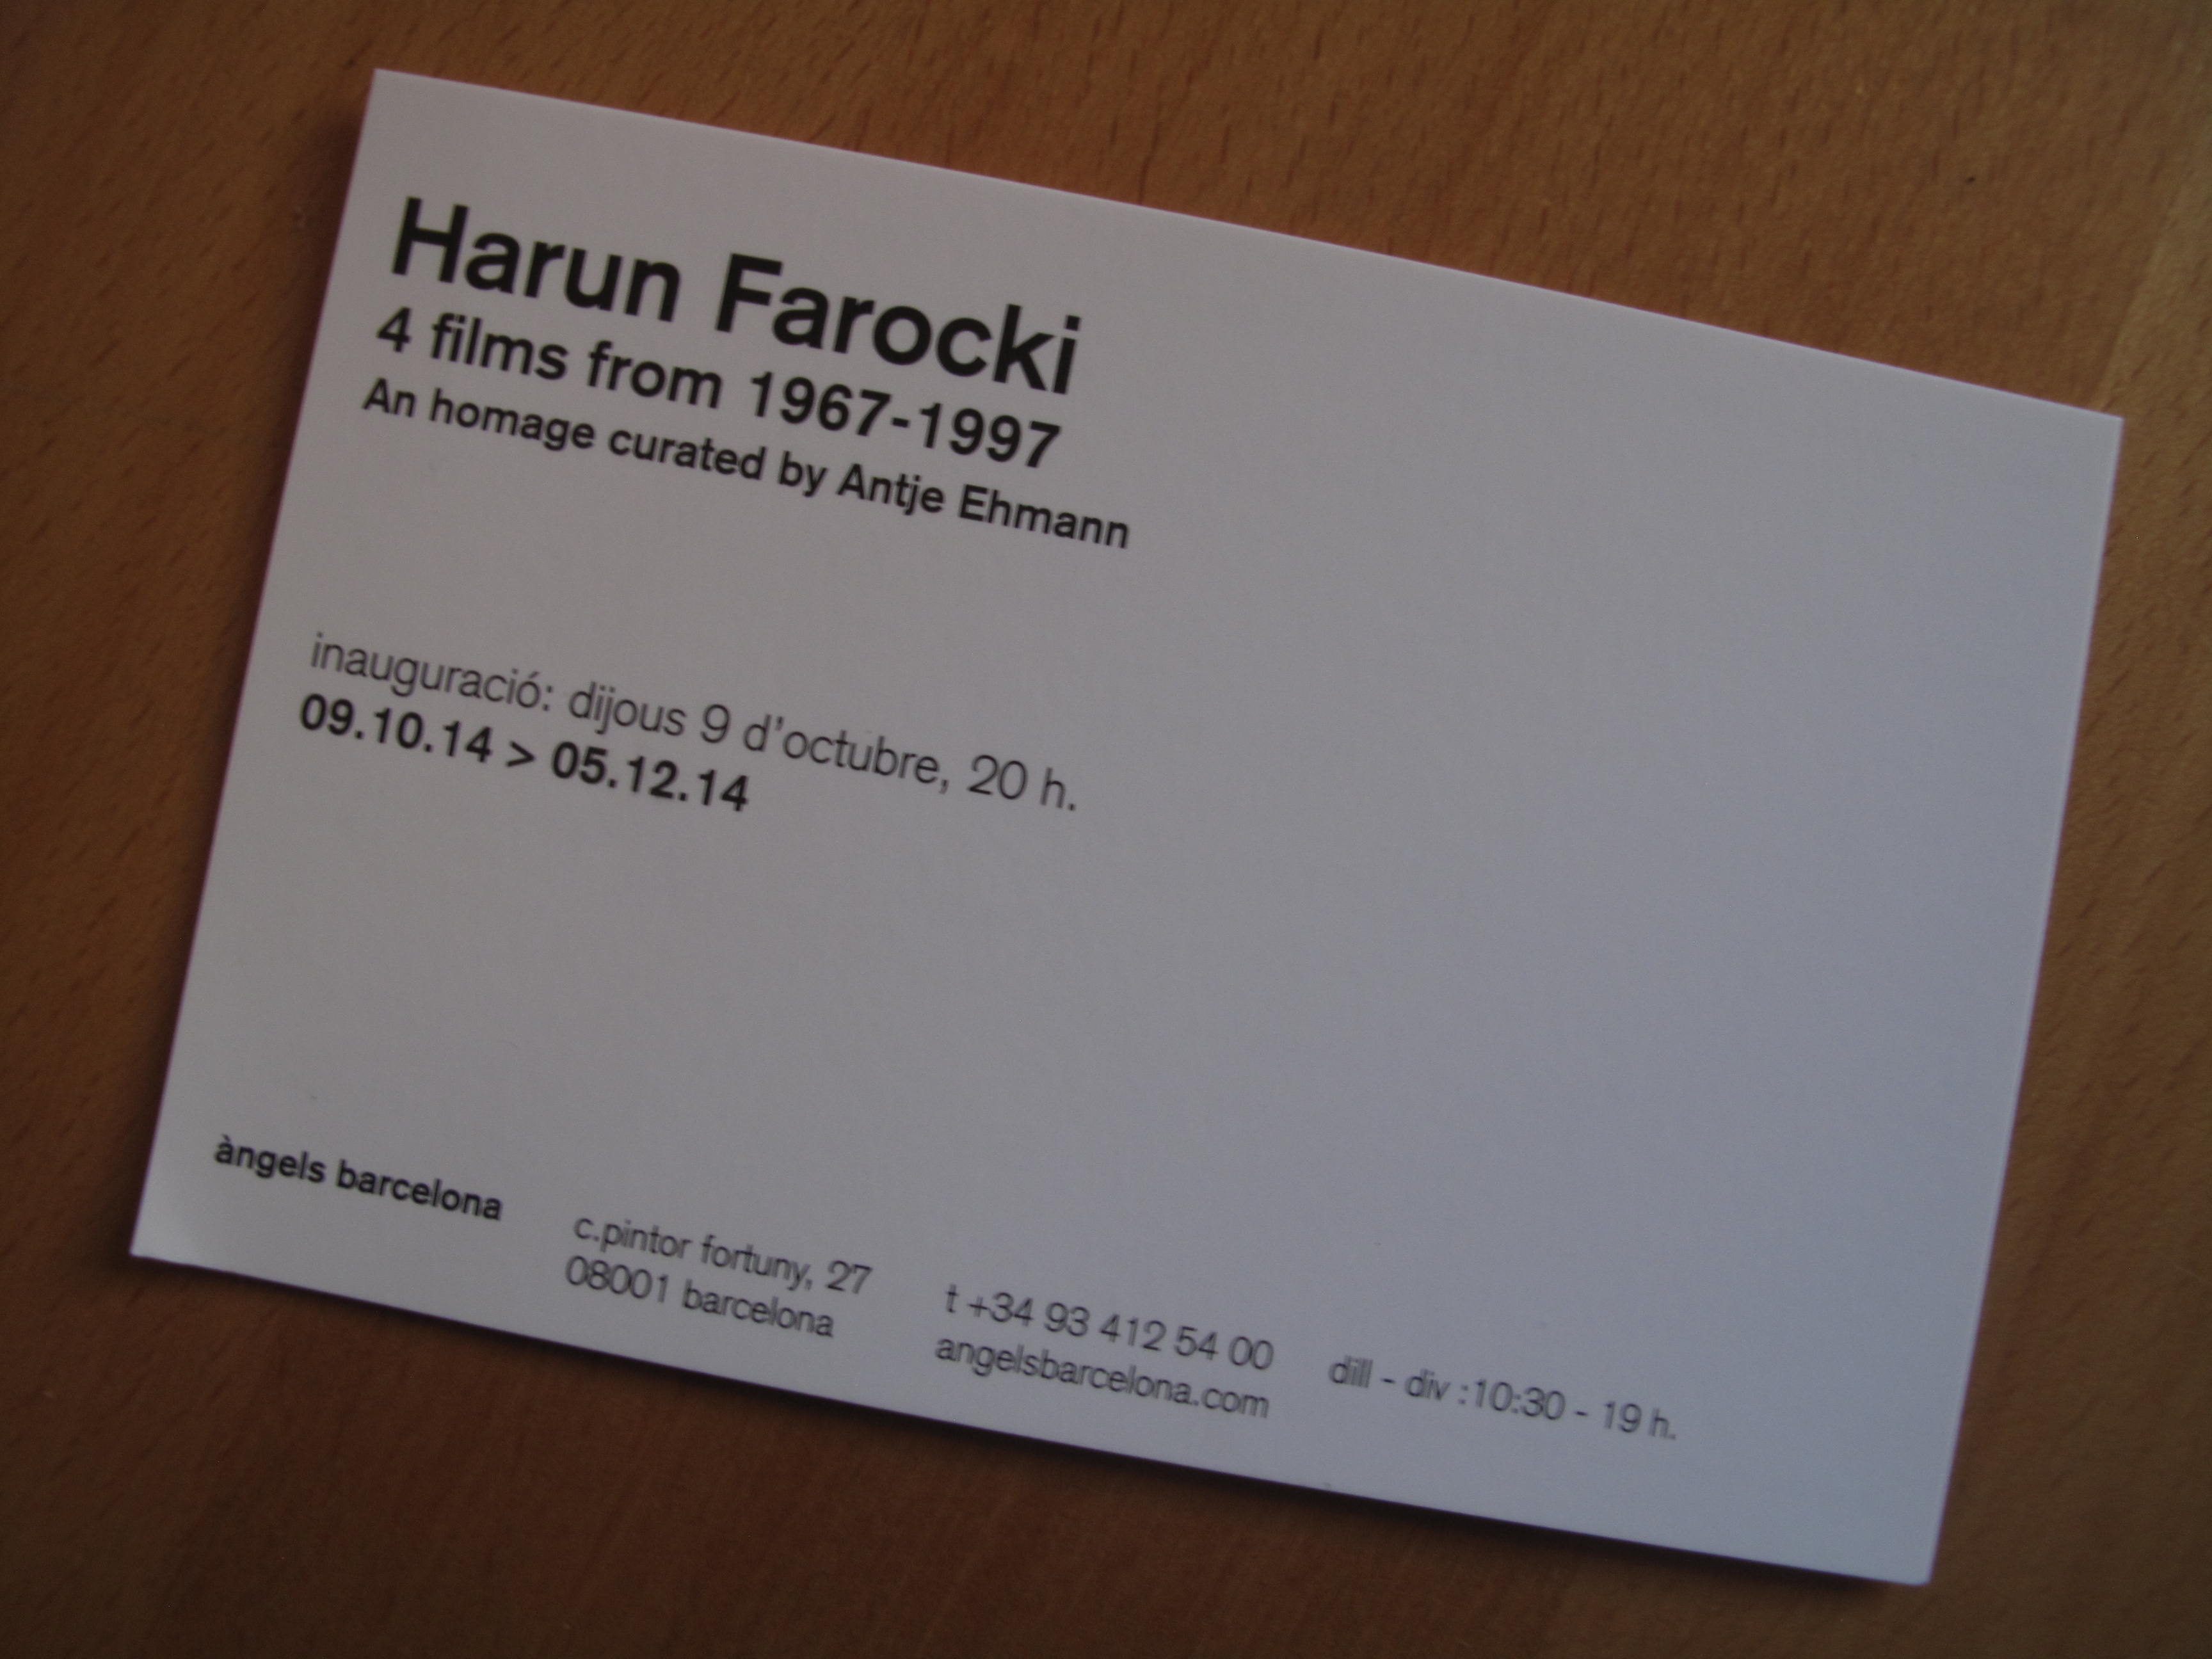 Harun Farocki
4 films from 1967-1997
An homage curated by Antje Ehmann
inauguració: dijous 9 d'octubre, 20 h.
09.10.14 > 05.12.14
àngels barcelona
c.pintor fortuny, 27
08001 barcelona
t +34 93 412 54 00
angelsbarcelona.com
dill - div :10:30 - 19 h.